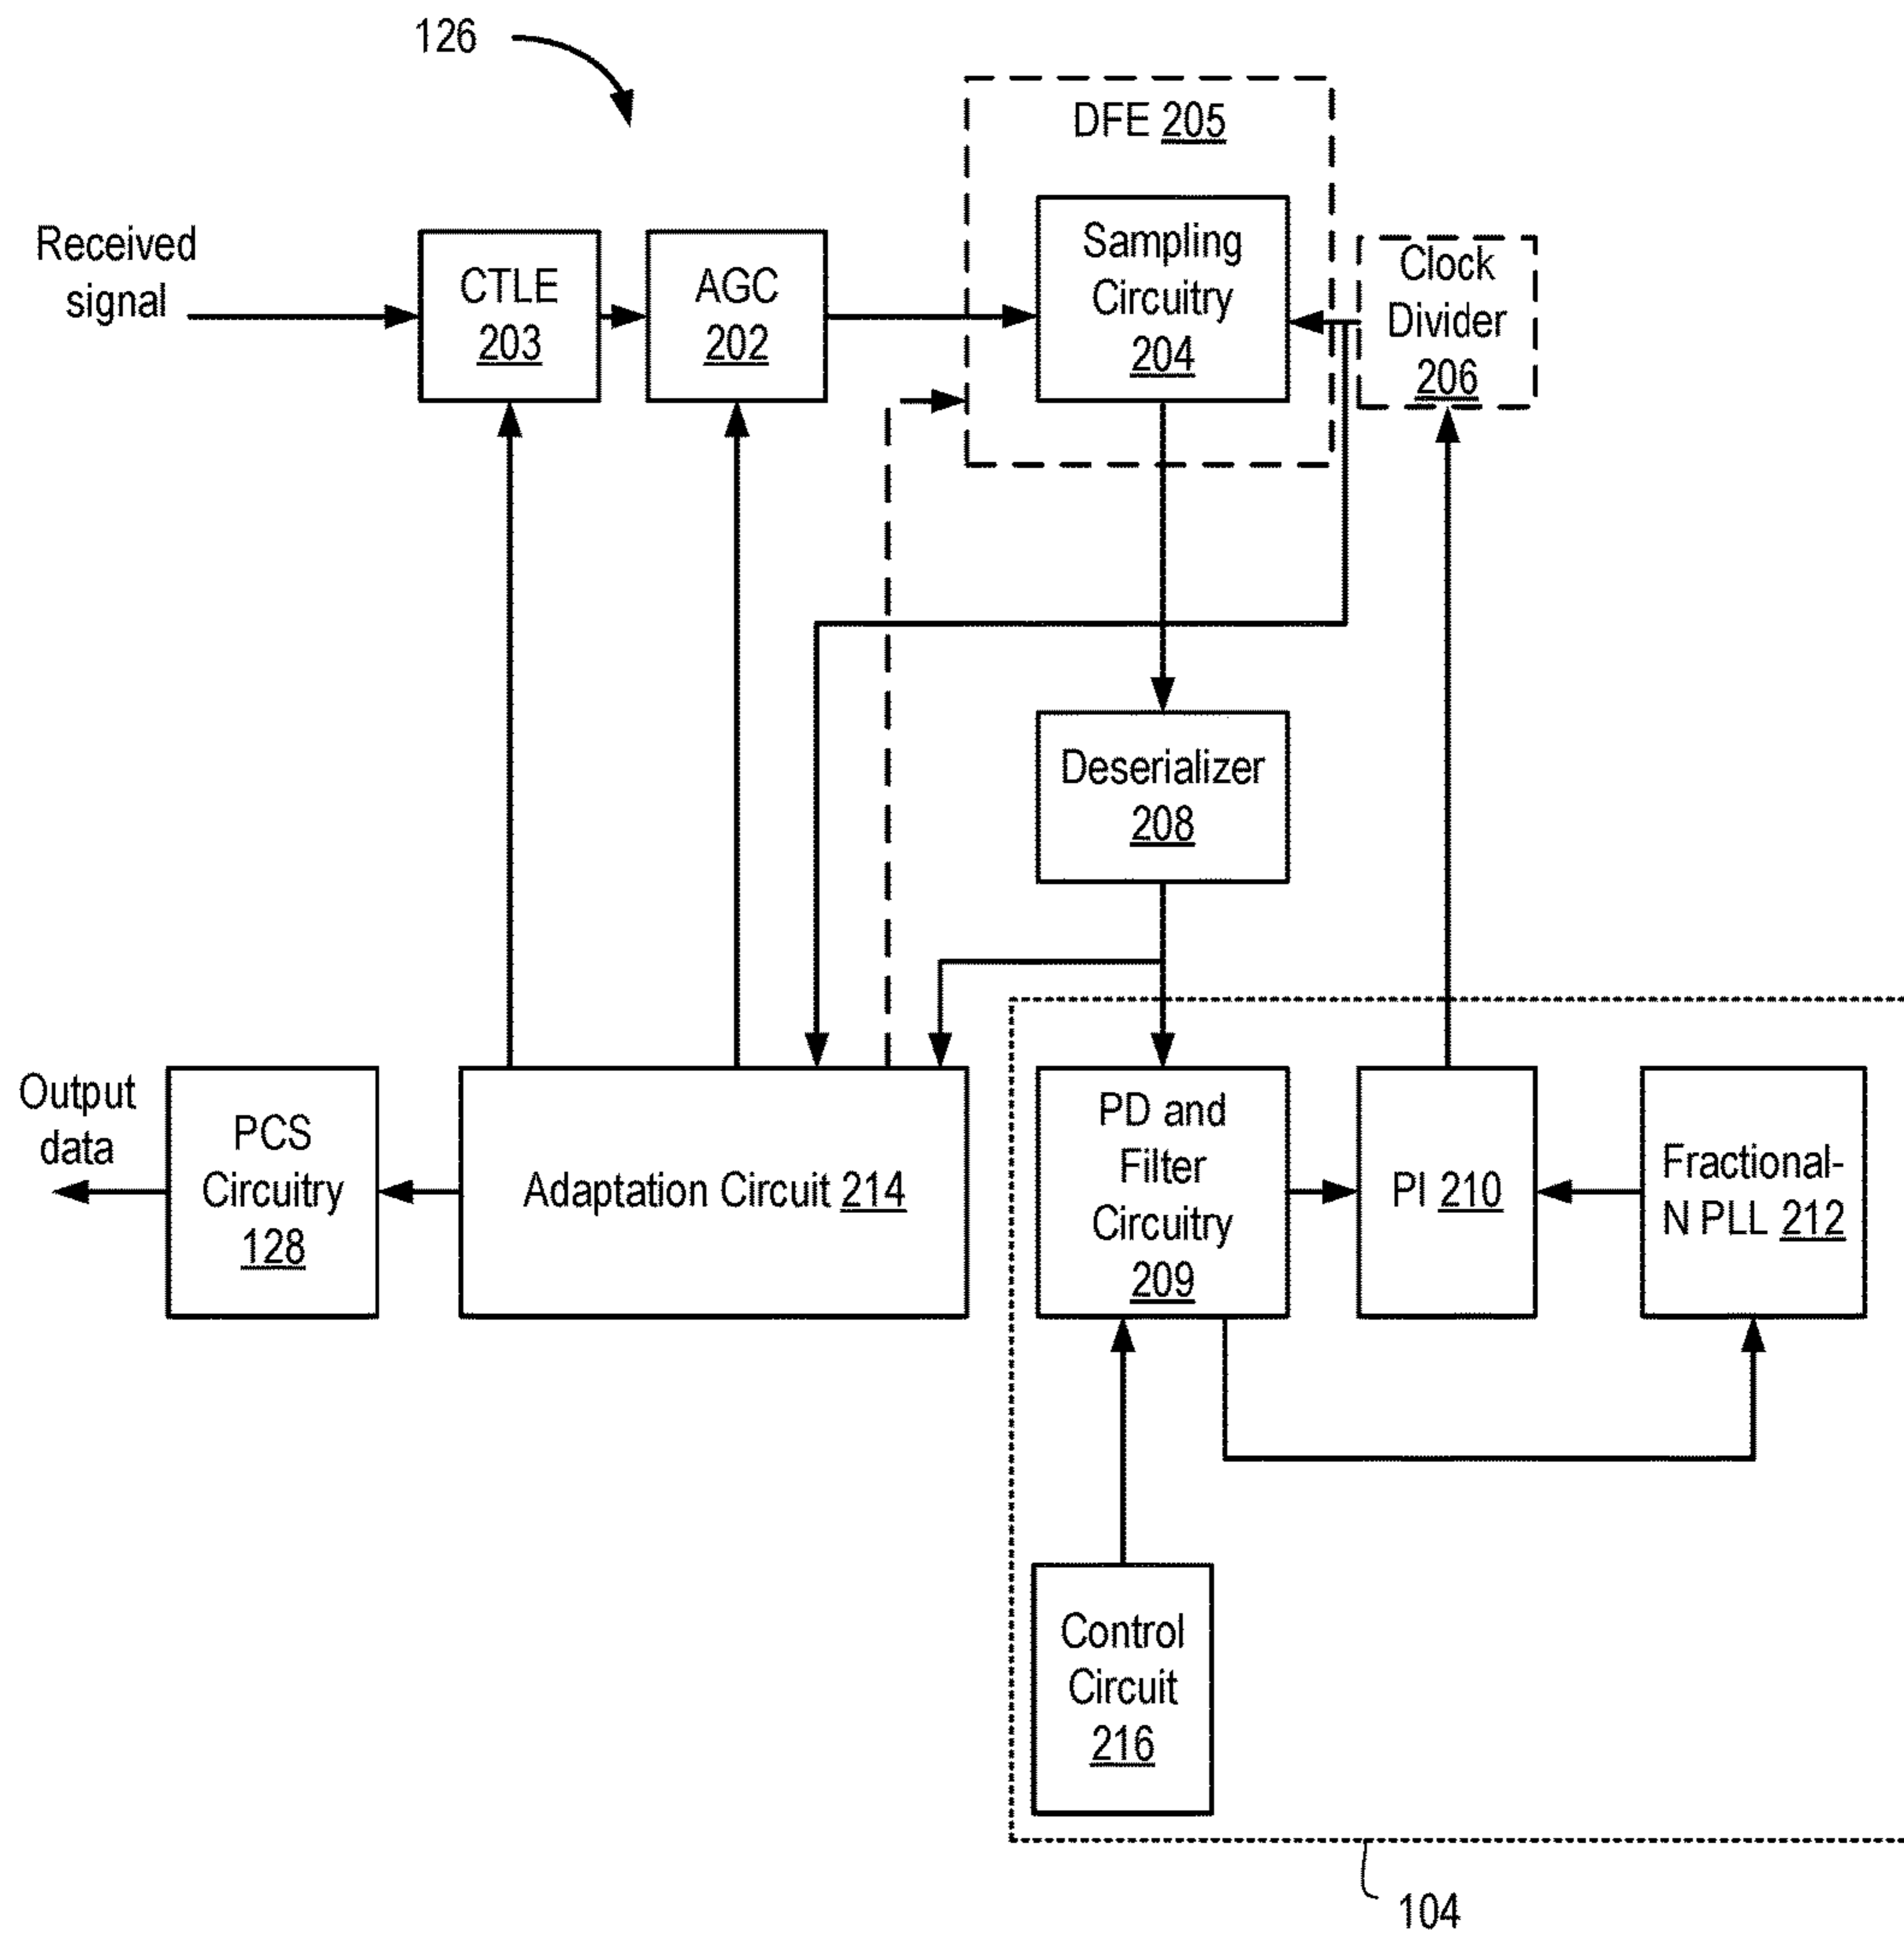 126
DFE 205
Received
signal
CTLE
203
AGC
202
Sampling
Circuitry
204
Clock
Divider
206
Deserializer
208
Output
data
PCS
Circuitry
128
Adaptation Circuit 214
PD and
Filter
Circuitry
209
PI 210
Fractional-
N PLL 212
Control
Circuit
216
104